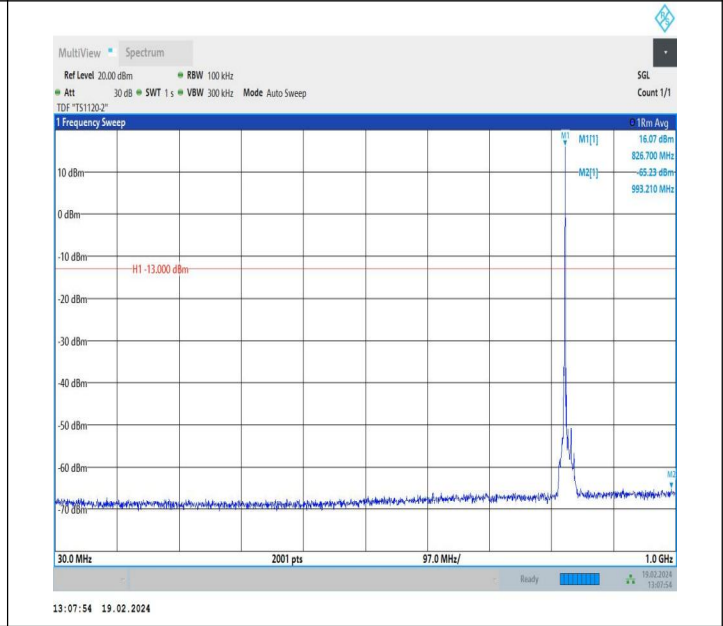 R&S
MultiView Spectrum
Ref Level 20.00 dBm RBW 100 kHz SGL
Att 30 dB SWT 1 s VBW 300 kHz Mode Auto Sweep Count 1/1
TDF "TS1120-2"
1 Frequency Sweep 1Rm Avg
M1 M1[1] 16.07 dBm
826.700 MHz
10 dBm M2[1] -65.23 dBm
993.210 MHz
0 dBm
-10 dBm
H1 -13.000 dBm
-20 dBm
-30 dBm
-40 dBm
-50 dBm
-60 dBm
M2
-70 dBm
30.0 MHz 2001 pts 97.0 MHz/ 1.0 GHz
Ready 19.02.2024
13:07:54
13:07:54 19.02.2024